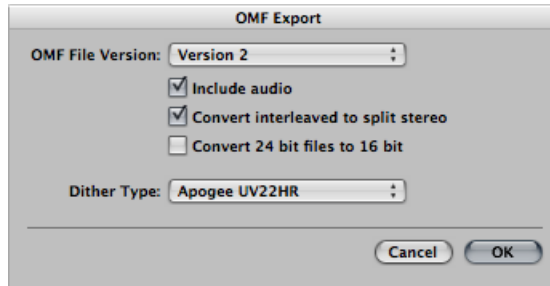 OMF Export
OMF File Version: Version 2
Include audio
Convert interleaved to split stereo
Convert 24 bit files to 16 bit
Dither Type: Apogee UV22HR
Cancel OK